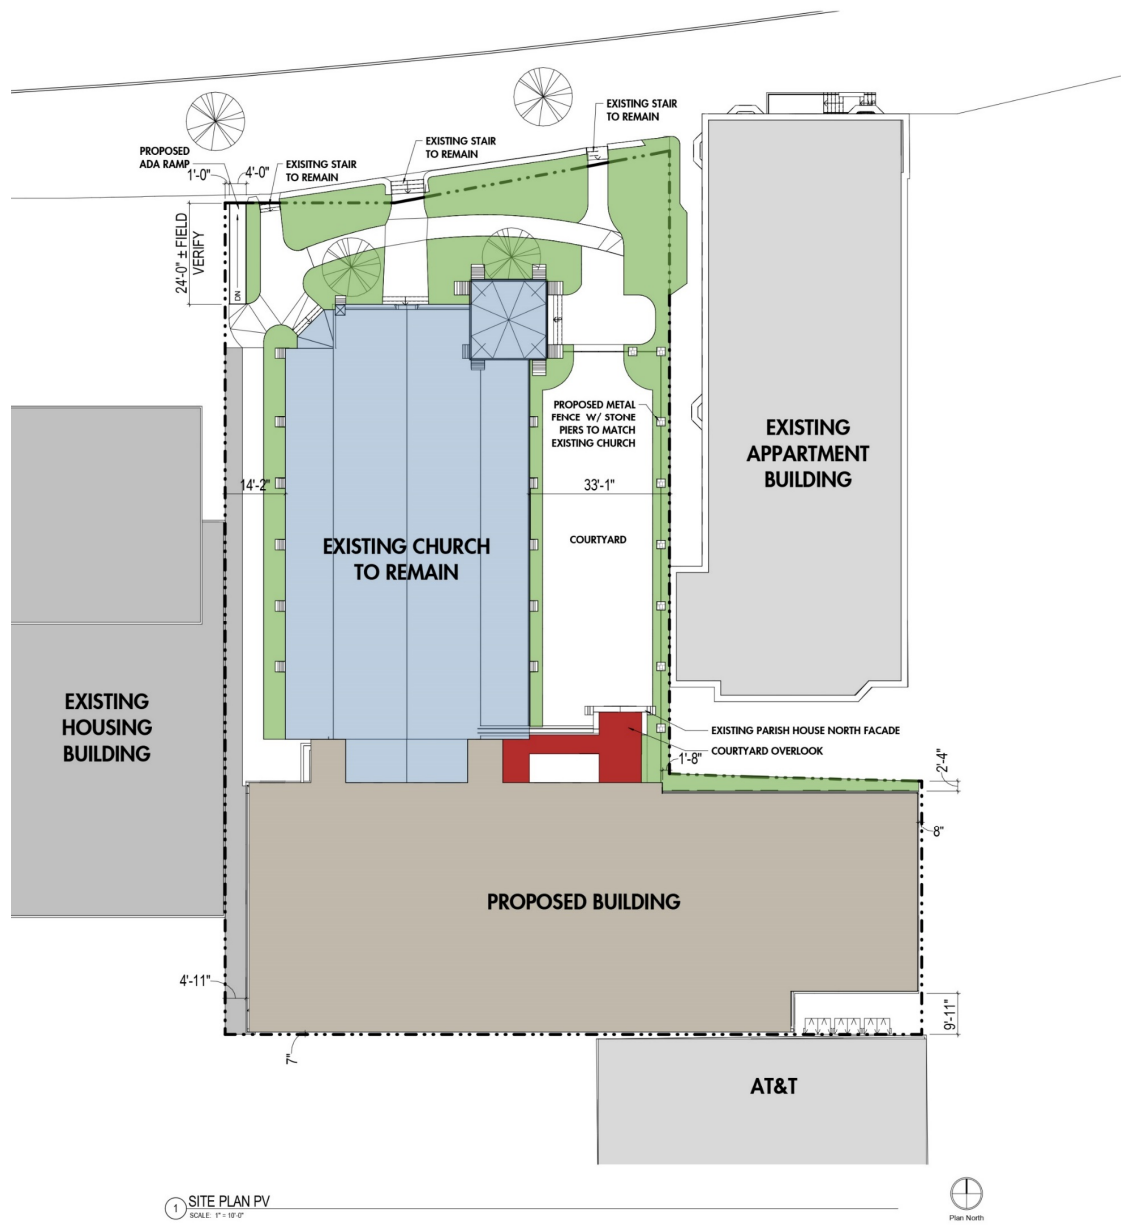 EXISTING STAIR
TO REMAIN
EXISTING STAIR
TO REMAIN
PROPOSED
ADA RAMP
1'-0"
4'-0"
EXISITNG STAIR
TO REMAIN
24'-0" ± FIELD
VERIFY
DN
PROPOSED METAL
FENCE W/ STONE
PIERS TO MATCH
EXISTING CHURCH
EXISTING
APPARTMENT
BUILDING
14'-2"
33'-1"
COURTYARD
EXISTING CHURCH
TO REMAIN
EXISTING
HOUSING
BUILDING
EXISTING PARISH HOUSE NORTH FACADE
COURTYARD OVERLOOK
1'-8"
2'-4"
8"
PROPOSED BUILDING
4'-11"
9'-11"
7"
AT&T
1
SITE PLAN PV
SCALE: 1" = 10'-0"
Plan North